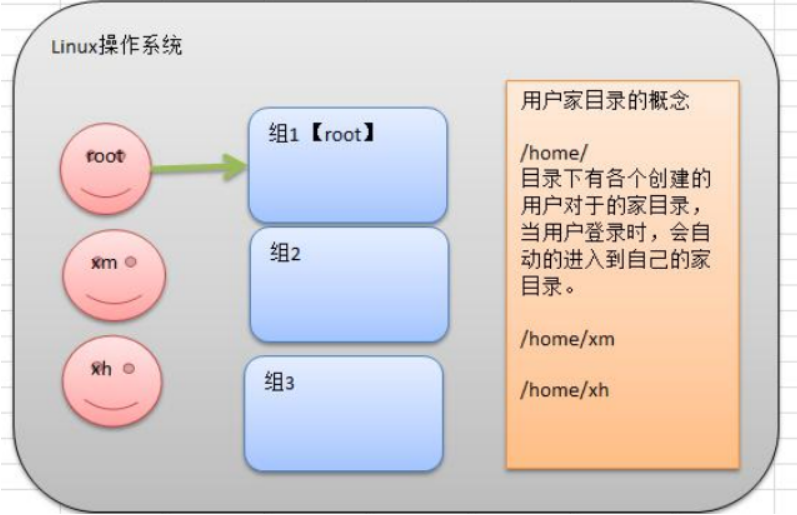 Linux操作系统
root
xm
xh
组1【root】
组2
组3
用户家目录的概念
/home/
目录下有各个创建的
用户对于的家目录，
当用户登录时，会自
动的进入到自己的家
目录。
/home/xm
/home/xh